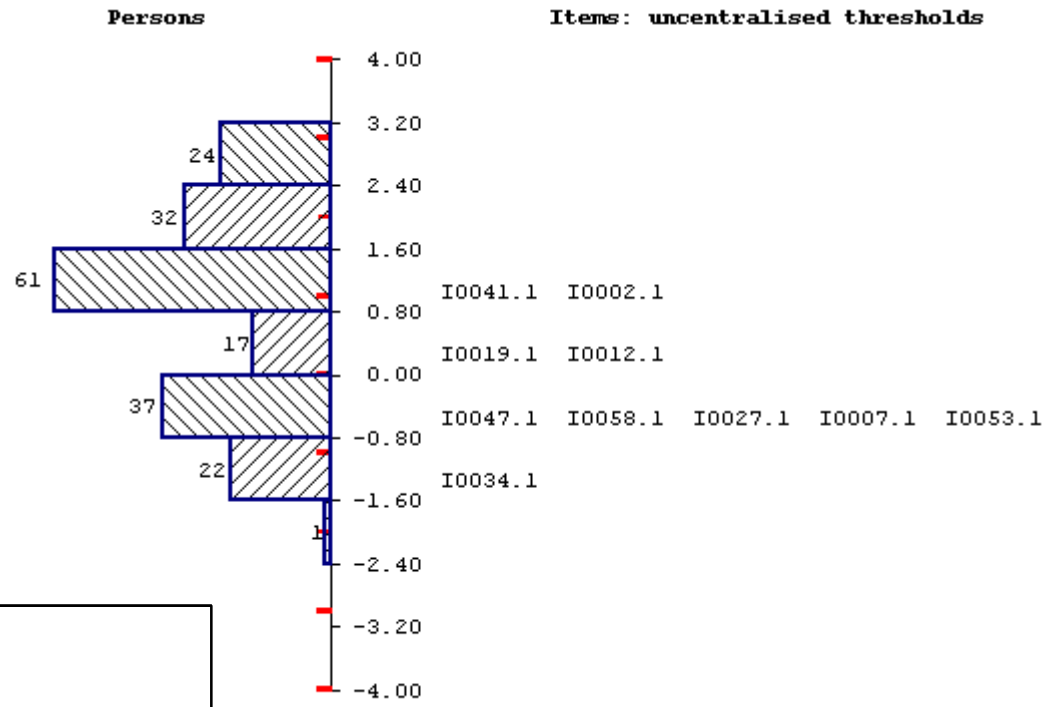 Persons Items: uncentralised thresholds
4.00
3.20
24
2.40
32
1.60
61 I0041.1 I0002.1
0.80
17 I0019.1 I0012.1
0.00
37 I0047.1 I0058.1 I0027.1 I0007.1 I0053.1
-0.80
22 I0034.1
-1.60
1
-2.40
-3.20
-4.00